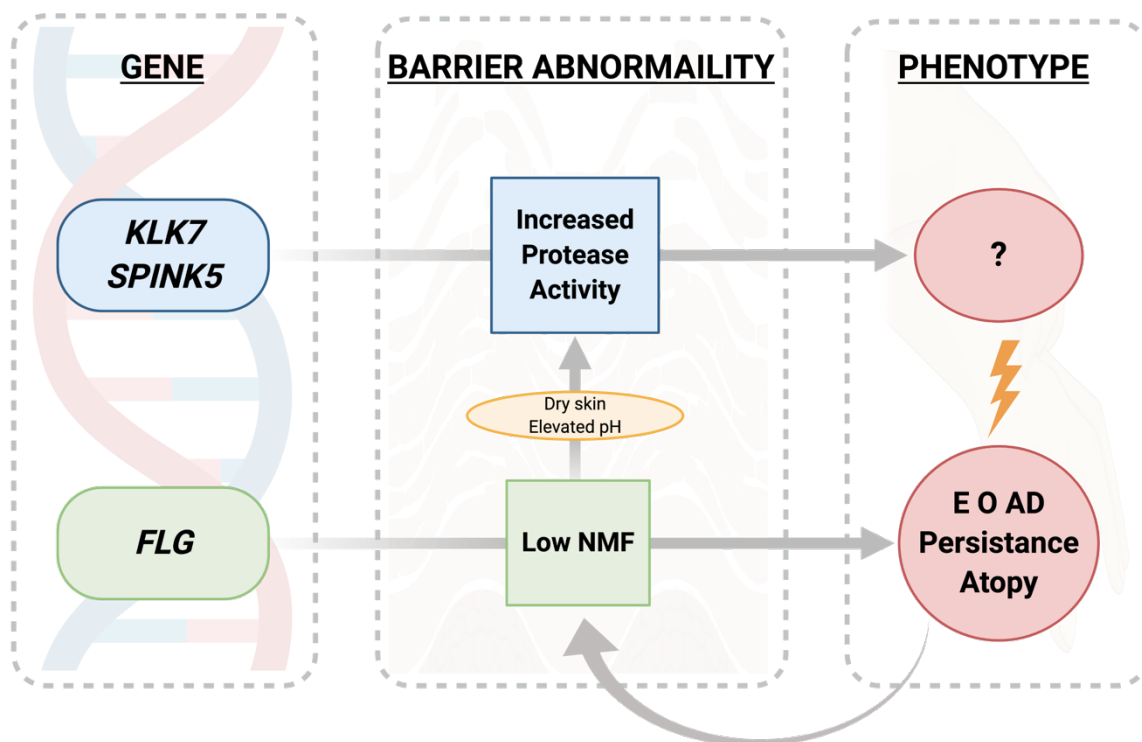 GENE
BARRIER ABNORMAILITY
PHENOTYPE
KLK7
SPINK5
Increased
Protease
Activity
?
Dry skin
Elevated pH
FLG
Low NMF
E O AD
Persistance
Atopy